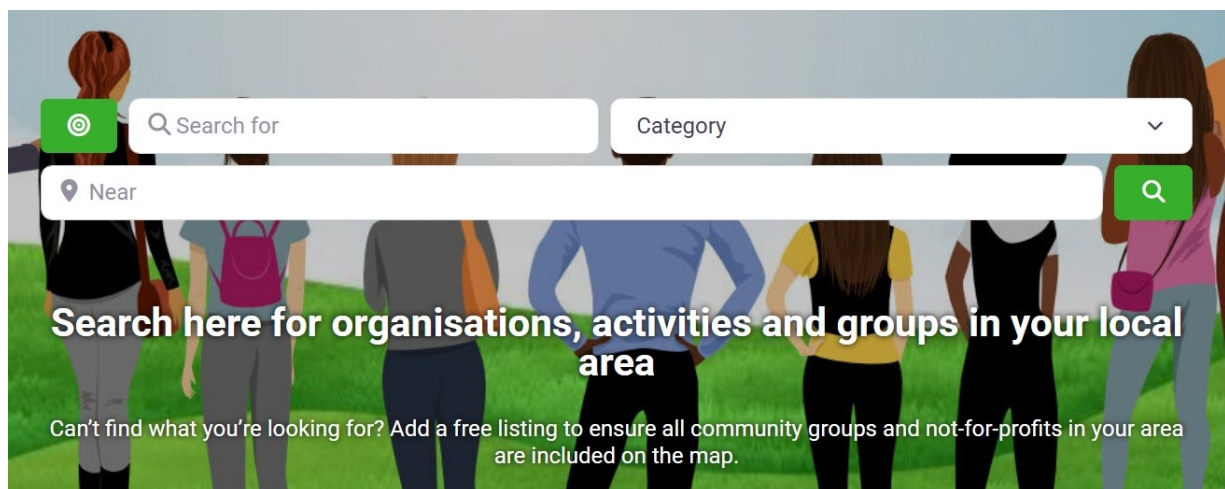 Search for
Category
Near
Search here for organisations, activities and groups in your local
area
Can't find what you're looking for? Add a free listing to ensure all community groups and not-for-profits in your area
are included on the map.